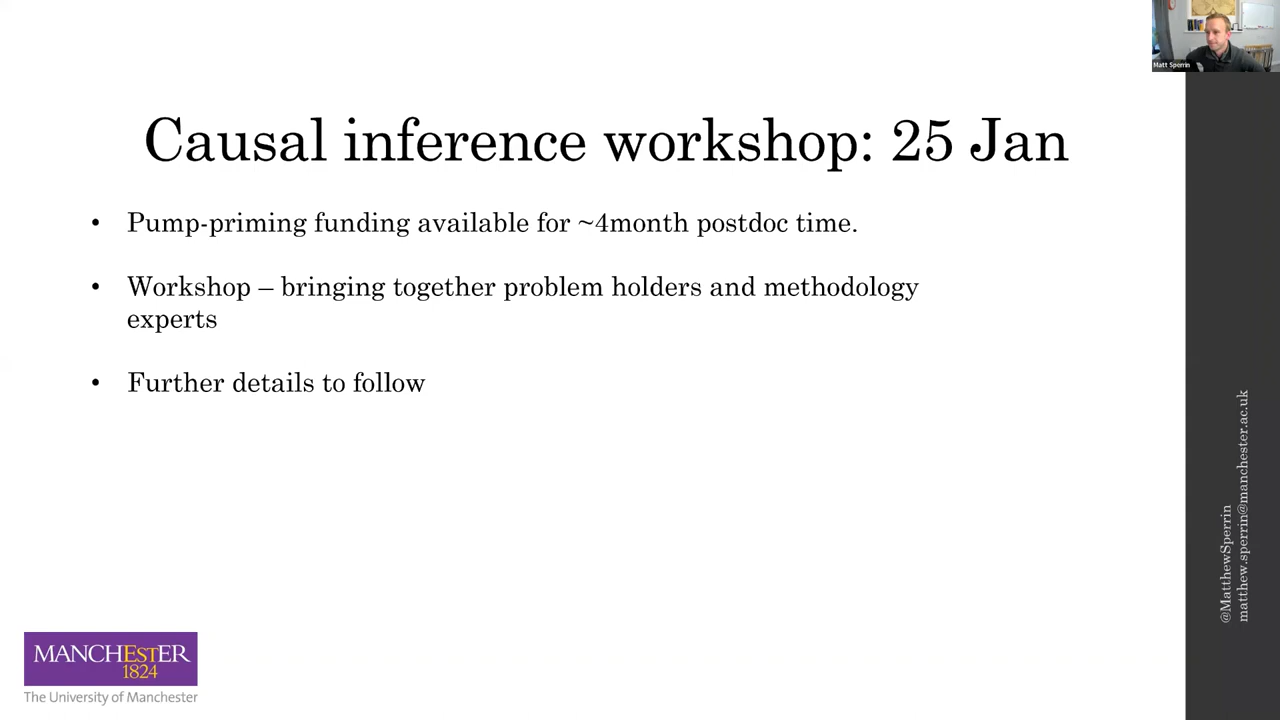 Matt Sperrin
Causal inference workshop: 25 Jan
• Pump-priming funding available for ~4month postdoc time.
• Workshop – bringing together problem holders and methodology
experts
• Further details to follow
@MatthewSperrin
matthew.sperrin@manchester.ac.uk
MANCHEstER
1824
The University of Manchester